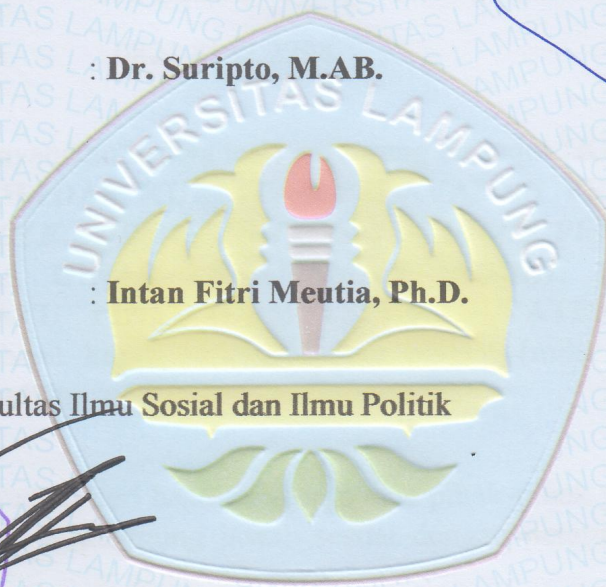 : Dr. Suripto, M.AB.
UNIVERSITAS LAMPUNG
: Intan Fitri Meutia, Ph.D.
ultas Ilmu Sosial dan Ilmu Politik